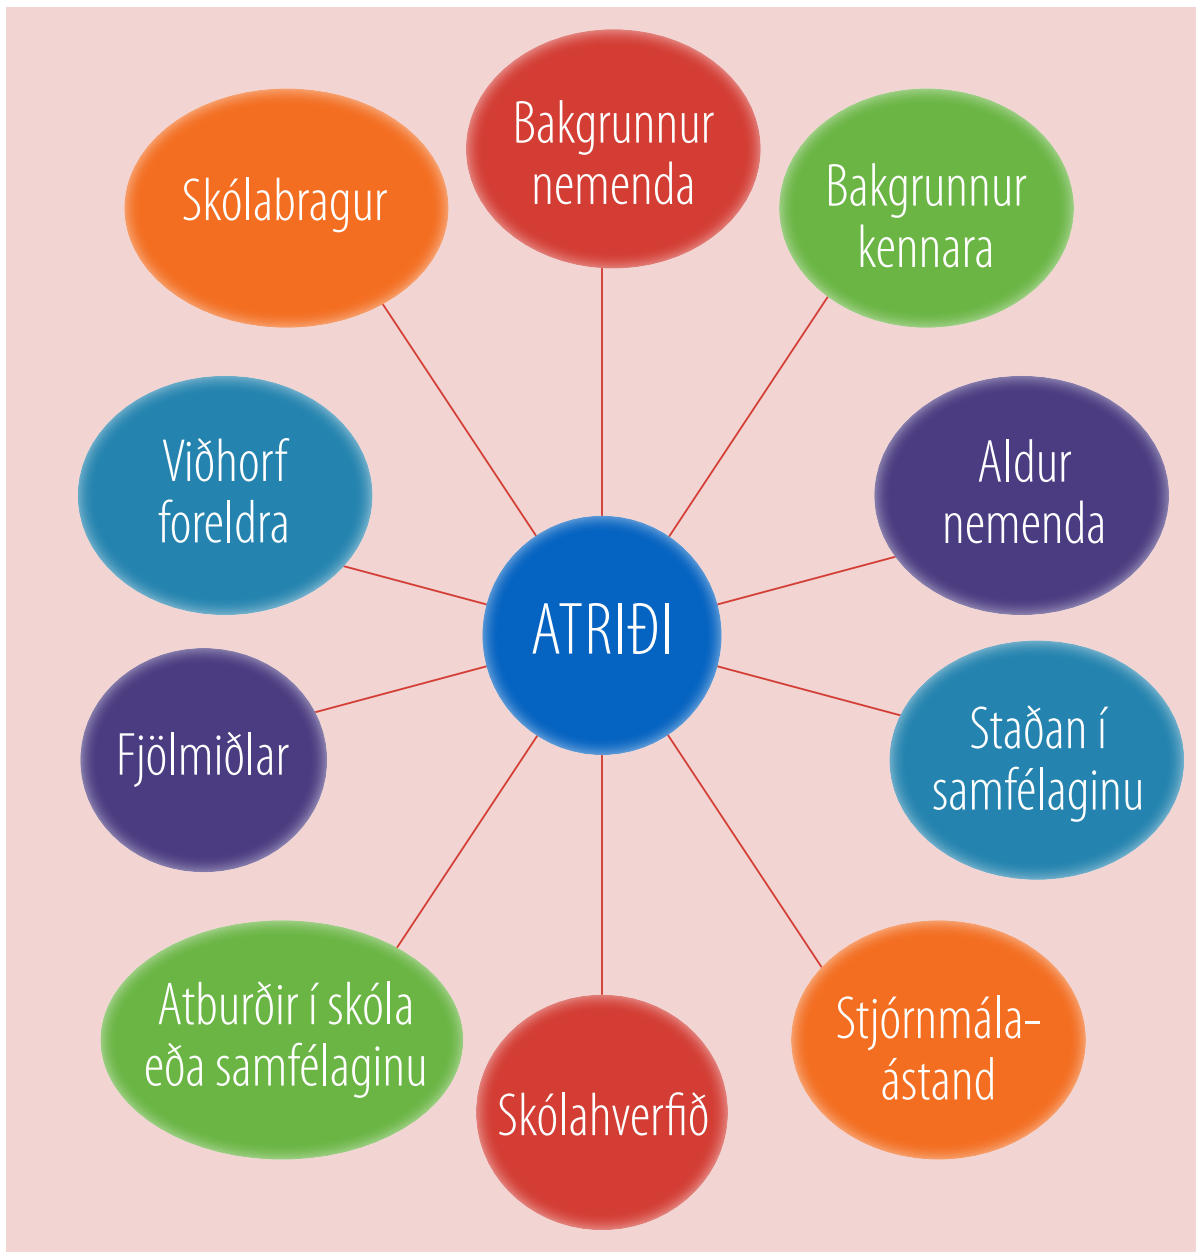 Bakgrunnur
nemenda
Skólabragur
Bakgrunnur
kennara
Viðhorf
foreldra
Aldur
nemenda
ATRIÐI
Fjölmiðlar
Staðan í
samfélaginu
Atburðir í skóla
eða samfélaginu
Stjórnmála-
ástand
Skólahverfið